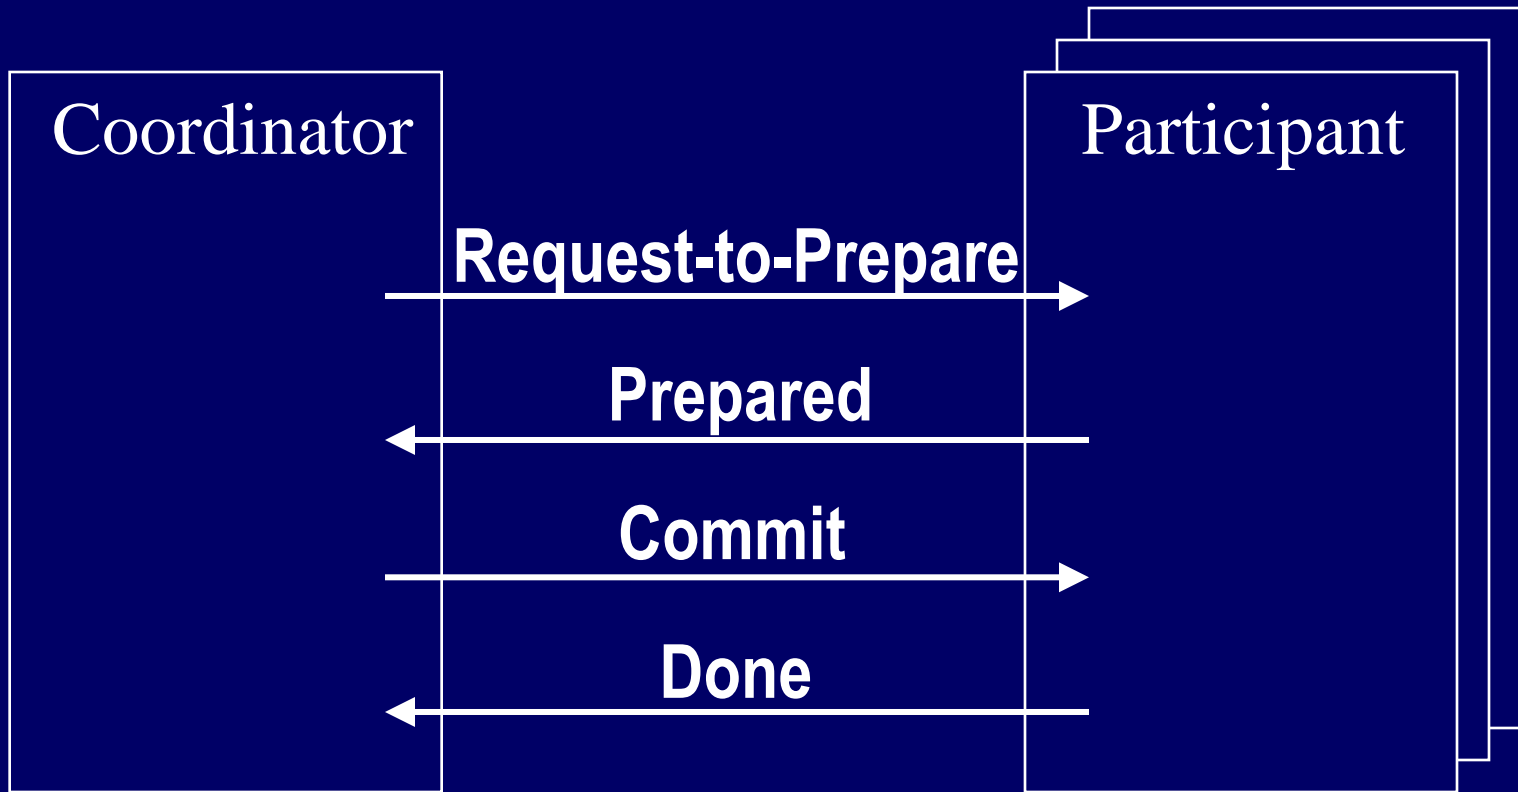 Coordinator
Participant
Request-to-Prepare
Prepared
Commit
Done